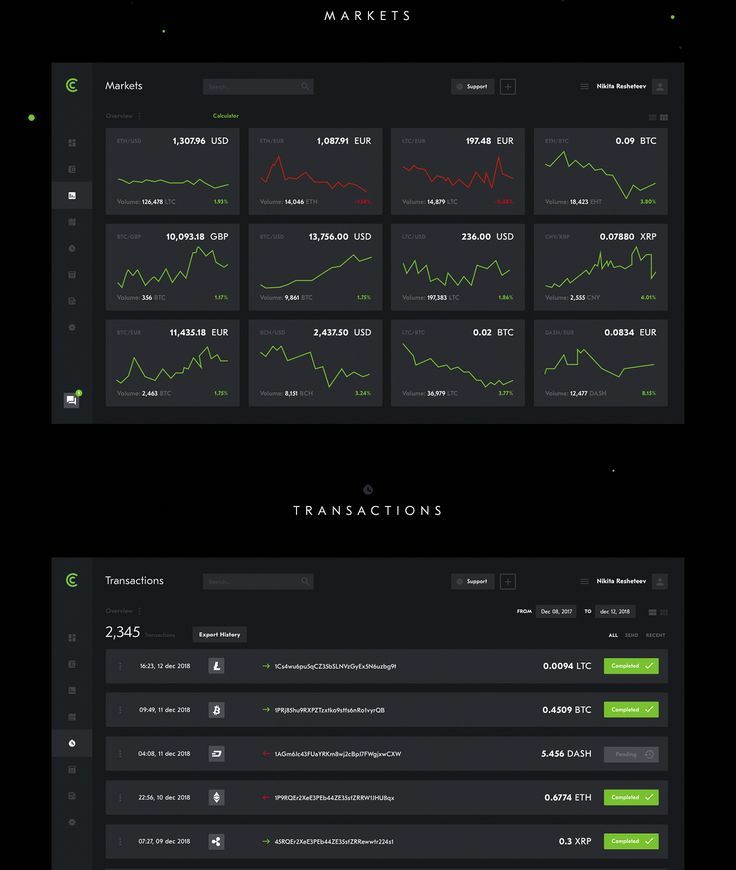 MARKETS
Markets
Search...
Support
Nikita Resheteev
Overview
Calculator
ETH/USD 1,307.96 USD
Volume: 126,478 LTC 1.93%
ETH/EUR 1,087.91 EUR
Volume: 14,046 ETH
LTC/EUR 197.48 EUR
Volume: 14,879 LTC
ETH/BTC 0.09 BTC
Volume: 18,423 EHT 3.80%
BTC/GBP 10,093.18 GBP
Volume: 356 BTC 1.17%
BTC/USD 13,756.00 USD
Volume: 9,861 BTC 1.75%
LTC/USD 236.00 USD
Volume: 197,383 LTC 1.86%
CNY/XRP 0.07880 XRP
Volume: 2,555 CNY 4.01%
BTC/EUR 11,435.18 EUR
Volume: 2,463 BTC 1.75%
BCH/USD 2,437.50 USD
Volume: 8,151 BCH 3.24%
LTC/BTC 0.02 BTC
Volume: 36,979 LTC 3.77%
DASH/EUR 0.0834 EUR
Volume: 12,477 DASH 8.15%
TRANSACTIONS
Transactions
Search...
Support
Nikita Resheteev
Overview
FROM Dec 08, 2017 TO dec 12, 2018
2,345 Transactions
Export History
ALL SEND RECENT
16:23, 12 dec 2018 1Cs4wu6pu5qCZ35bSLNVzGyEx5N6uzbg9t 0.0094 LTC Completed
09:49, 11 dec 2018 1PRj85hu9RXPZTzxtko9stfs6nRo1vyrQB 0.4509 BTC Completed
04:08, 11 dec 2018 1AGm6Jc43FUaYRKm8wj2cBpJ7FWgjxwCXW 5.456 DASH Pending
22:56, 10 dec 2018 1P9RQEr2XeE3PEb44ZE35sfZRRW1JHU8qx 0.6774 ETH Completed
07:27, 09 dec 2018 45RQEr2XeE3PEb44ZE35sfZRRewwtr224s1 0.3 XRP Completed